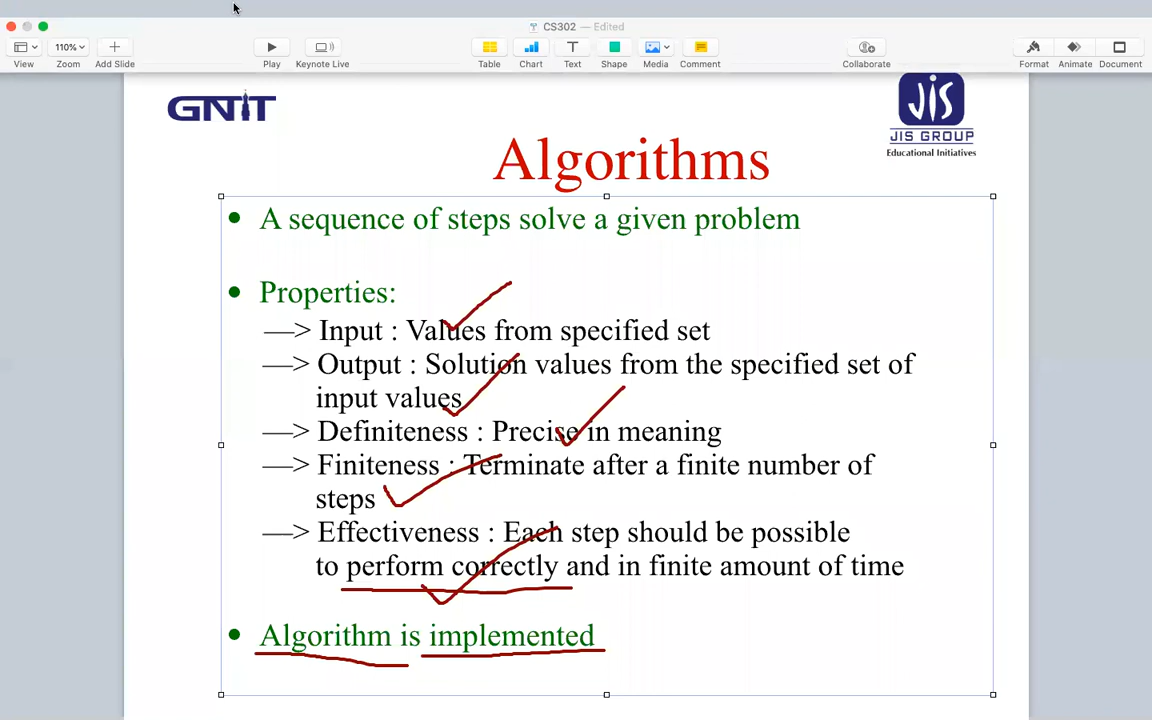 CS302 — Edited
110%
View
Zoom
Add Slide
Play
Keynote Live
Table
Chart
Text
Shape
Media
Comment
Collaborate
Format
Animate
Document
GNIT
JIS
JIS GROUP
Educational Initiatives
Algorithms
• A sequence of steps solve a given problem
• Properties:
—> Input : Values from specified set
—> Output : Solution values from the specified set of
input values
—> Definiteness : Precise in meaning
—> Finiteness : Terminate after a finite number of
steps
—> Effectiveness : Each step should be possible
to perform correctly and in finite amount of time
• Algorithm is implemented